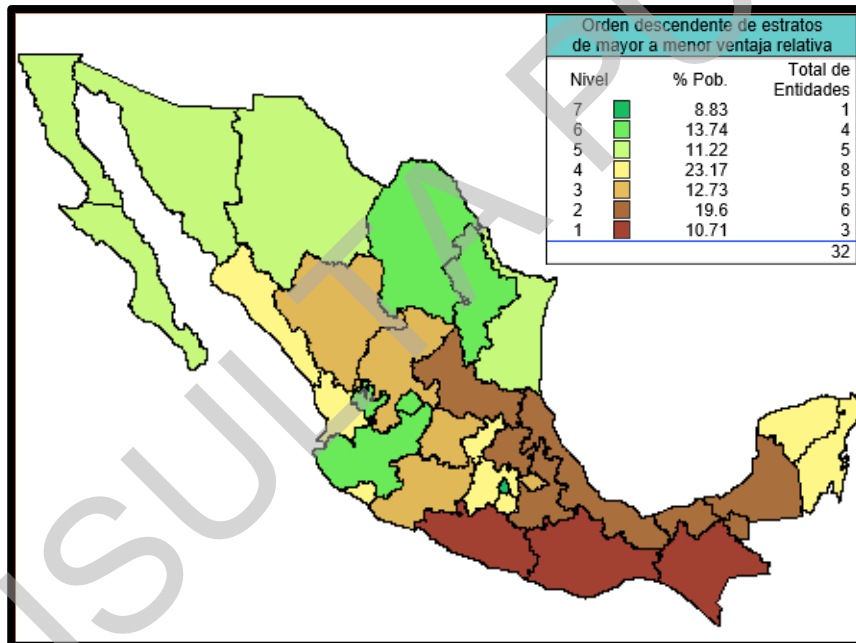 Orden descendente de estratos
de mayor a menor ventaja relativa
Nivel % Pob. Total de
Entidades
7 8.83 1
6 13.74 4
5 11.22 5
4 23.17 8
3 12.73 5
2 19.6 6
1 10.71 3
32
ISULTA PÚ